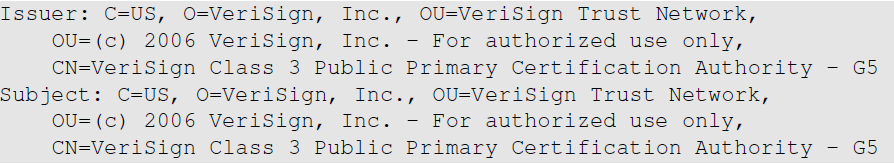 Issuer: C=US, O=VeriSign, Inc., OU=VeriSign Trust Network,
OU=(c) 2006 VeriSign, Inc. – For authorized use only,
CN=VeriSign Class 3 Public Primary Certification Authority – G5
Subject: C=US, O=VeriSign, Inc., OU=VeriSign Trust Network,
OU=(c) 2006 VeriSign, Inc. – For authorized use only,
CN=VeriSign Class 3 Public Primary Certification Authority – G5